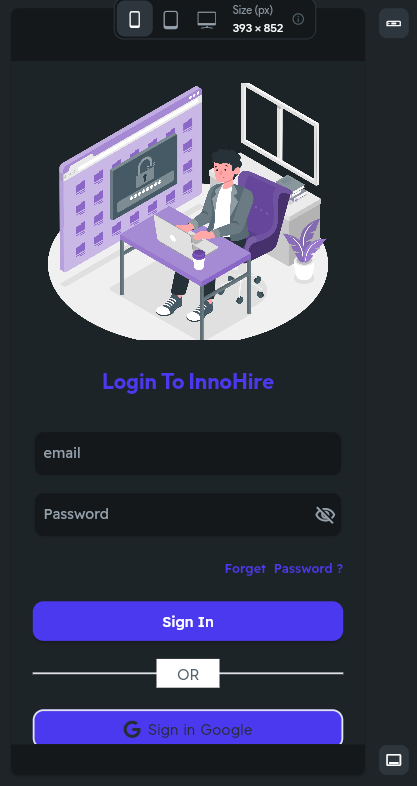 Size (px)
393 × 852
Login To InnoHire
email
Password
Forget Password ?
Sign In
OR
Sign in Google